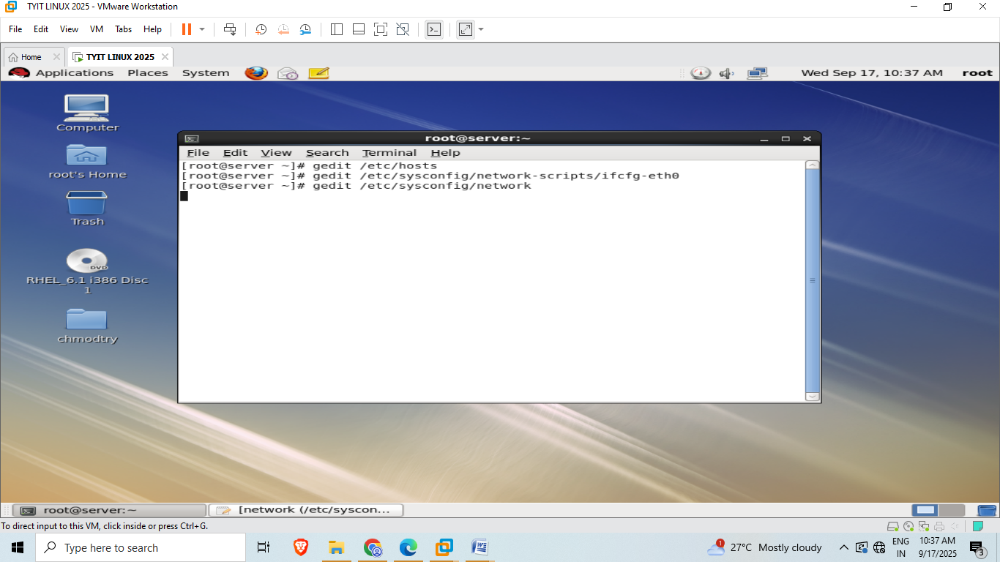 TYIT LINUX 2025 - VMware Workstation
File Edit View VM Tabs Help
Home TYIT LINUX 2025
Applications Places System Wed Sep 17, 10:37 AM root
Computer
root's Home
Trash
DVD
RHEL_6.1 i386 Disc
1
chmodtry
root@server:~
File Edit View Search Terminal Help
[root@server ~]# gedit /etc/hosts
[root@server ~]# gedit /etc/sysconfig/network-scripts/ifcfg-eth0
[root@server ~]# gedit /etc/sysconfig/network
root@server:~ [network (/etc/syscon...
To direct input to this VM, click inside or press Ctrl+G.
Type here to search
W
1
27°C Mostly cloudy
ENG
IN
10:37 AM
9/17/2025
3